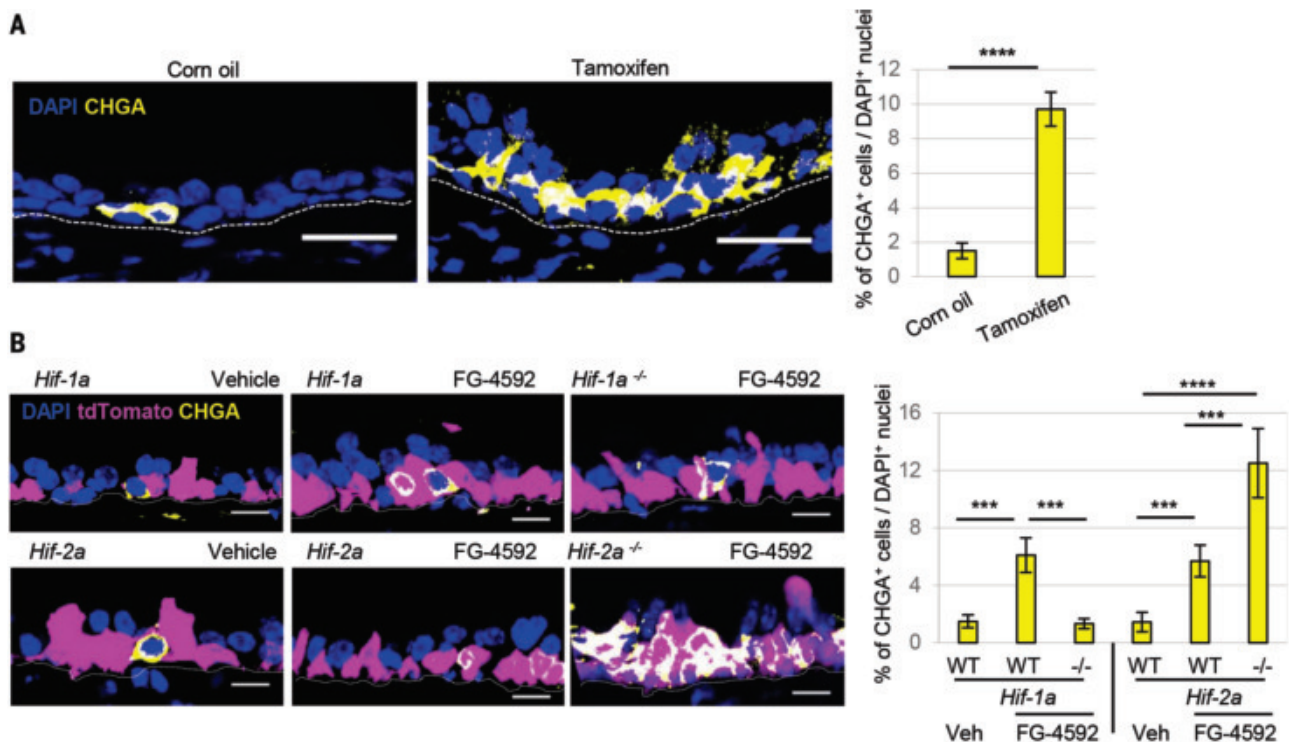 A
Corn oil
Tamoxifen
DAPI CHGA
% of CHGA+ cells / DAPI+ nuclei
****
12
10
8
6
4
2
0
Corn oil
Tamoxifen
B
Hif-1a Vehicle
Hif-1a FG-4592
Hif-1a -/- FG-4592
DAPI tdTomato CHGA
Hif-2a Vehicle
Hif-2a FG-4592
Hif-2a -/- FG-4592
% of CHGA+ cells / DAPI+ nuclei
16
12
8
4
0
****
***
*** *** ***
WT WT -/- WT WT -/-
Hif-1a Hif-2a
Veh FG-4592 Veh FG-4592